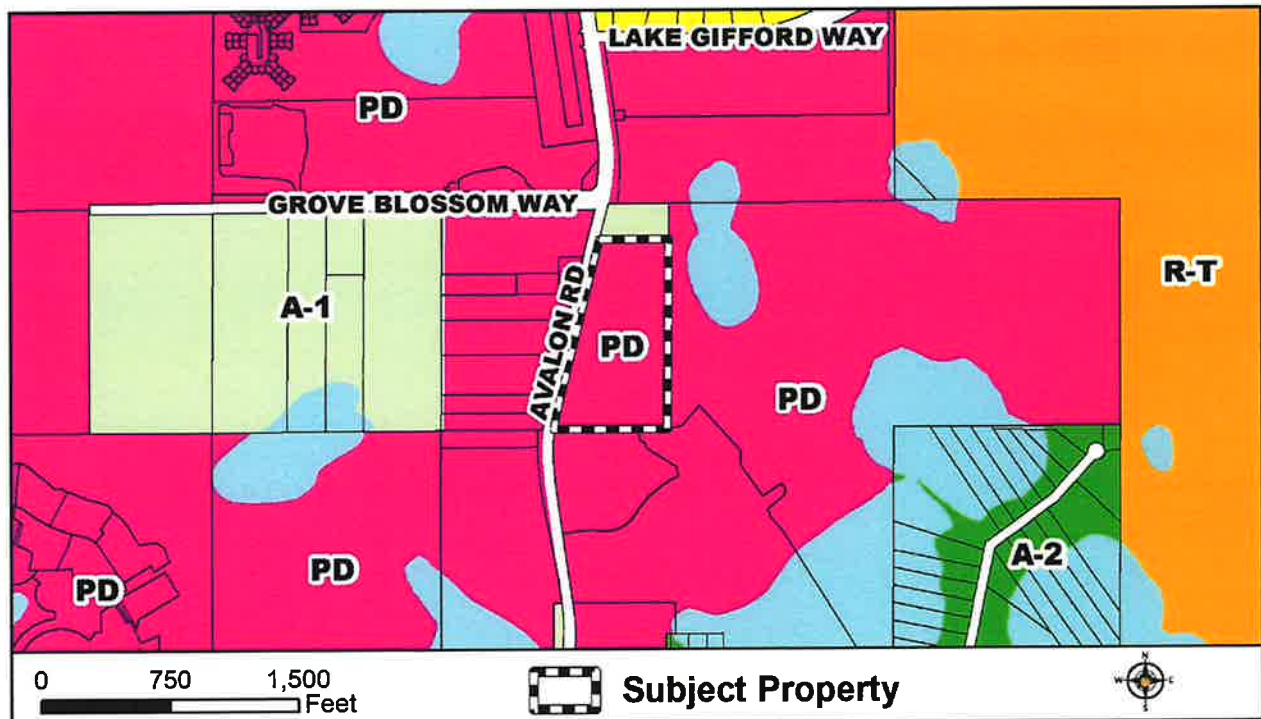 LAKE GIFFORD WAY
PD
GROVE BLOSSOM WAY
R-T
A-1
AVALON RD
PD
PD
A-2
PD
PD
0 750 1,500
Feet
Subject Property
N
W E
S